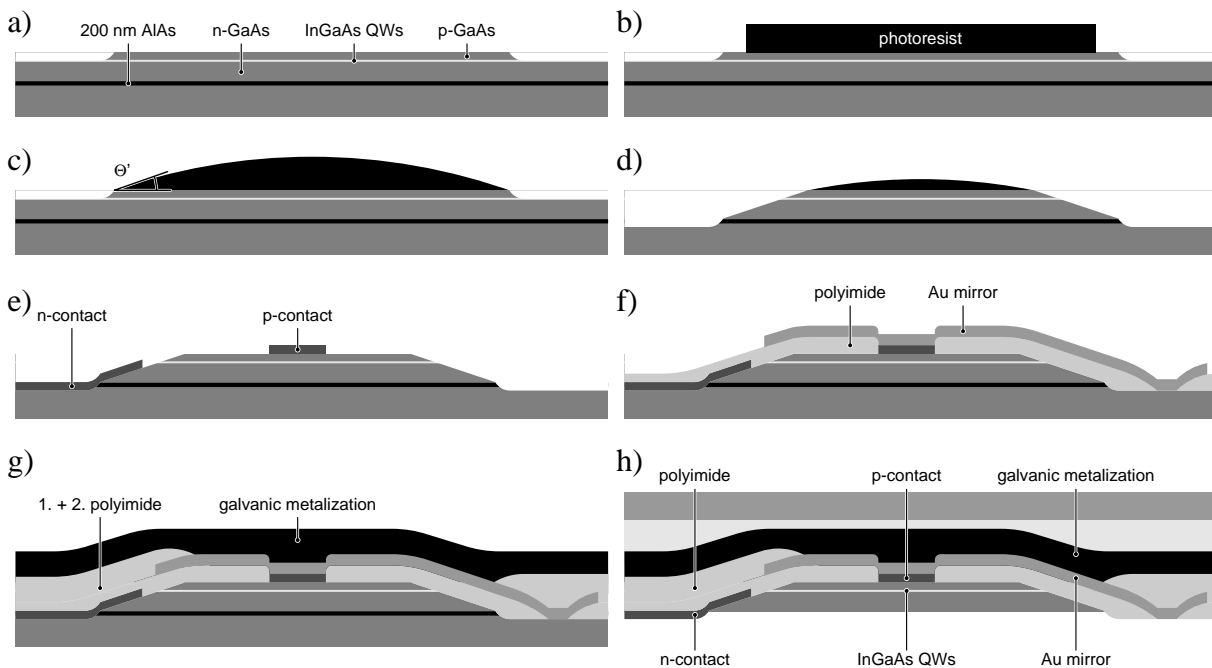 a)
200 nm AlAs
n-GaAs
InGaAs QWs
p-GaAs
b)
photoresist
c)
Θ'
d)
e)
n-contact
p-contact
f)
polyimide
Au mirror
g)
1. + 2. polyimide
galvanic metalization
h)
polyimide
p-contact
galvanic metalization
n-contact
InGaAs QWs
Au mirror